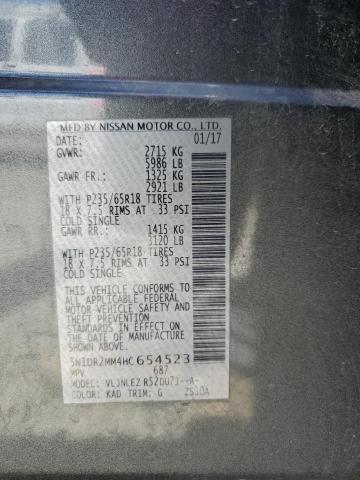 MFD BY NISSAN MOTOR CO., LTD.
DATE: 01/17
GVWR: 2715 KG
5986 LB
GAWR FR: 1325 KG
2921 LB
WITH P235/65R18 TIRES
18 X 7.5 RIMS AT 33 PSI
COLD SINGLE
GAWR RR: 1415 KG
3120 LB
WITH P235/65R18 TIRES
18 X 7.5 RIMS AT 33 PSI
COLD SINGLE
THIS VEHICLE CONFORMS TO ALL
APPLICABLE FEDERAL MOTOR VEHICLE
SAFETY AND THEFT PREVENTION
STANDARDS IN EFFECT ON THE DATE
OF MANUFACTURE SHOWN ABOVE.
5N1DR2MM4HC 654523
MPV 687
MODEL:
COLOR: KAD TRIM: G